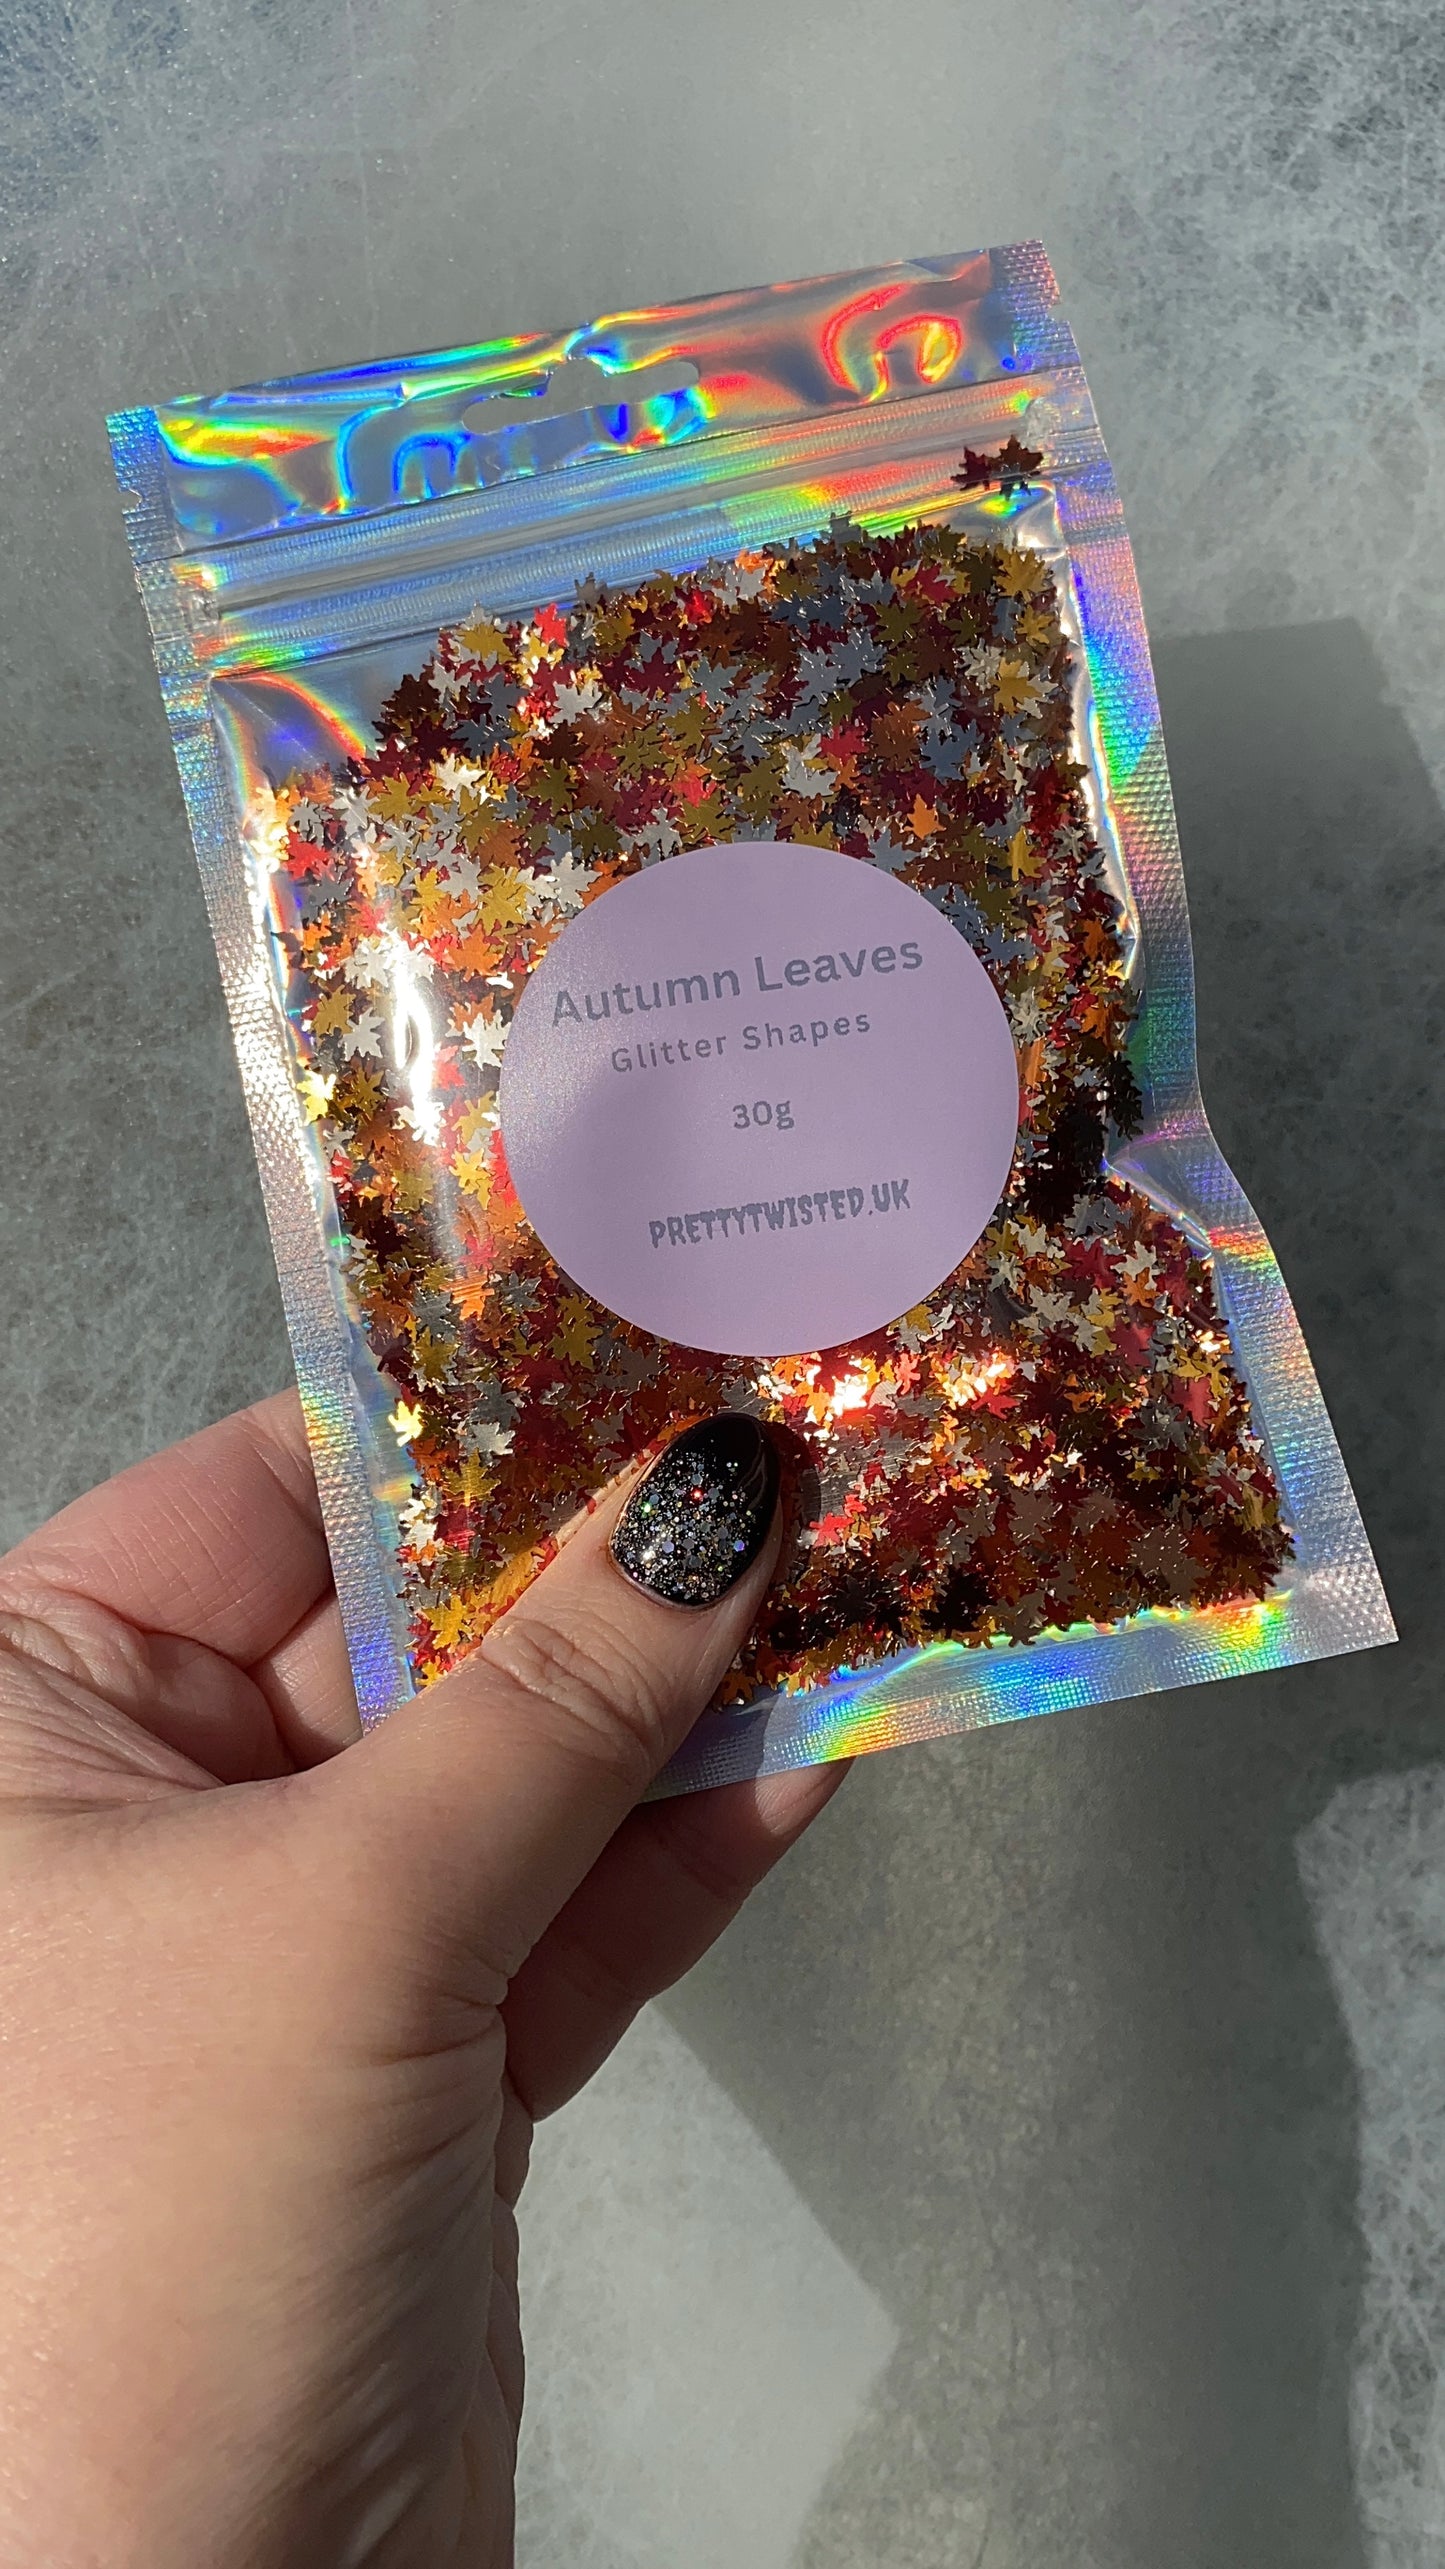 Autumn Leaves
Glitter Shapes
30g
PRETTYTWISTED.UK